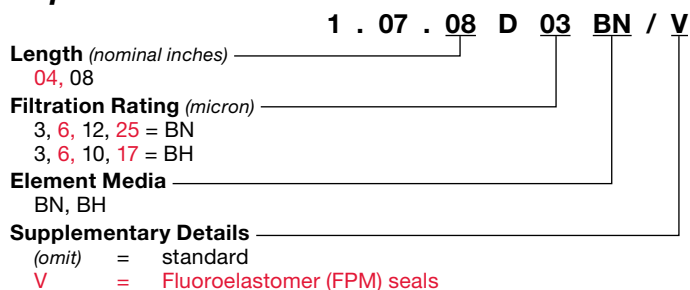 1 . 07 . 08 D 03 BN / V
Length (nominal inches)
04, 08
Filtration Rating (micron)
3, 6, 12, 25 = BN
3, 6, 10, 17 = BH
Element Media
BN, BH
Supplementary Details
(omit) = standard
V = Fluoroelastomer (FPM) seals